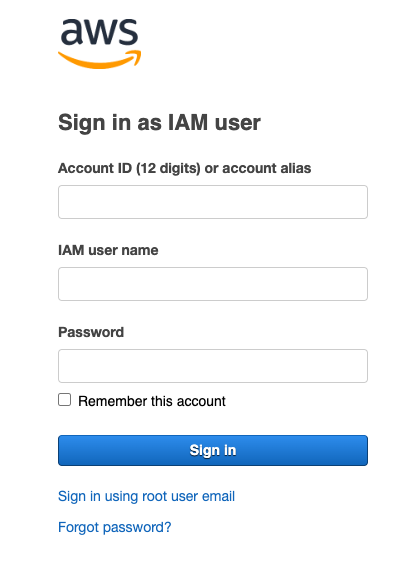 aws
Sign in as IAM user
Account ID (12 digits) or account alias
IAM user name
Password
Remember this account
Sign in
Sign in using root user email
Forgot password?